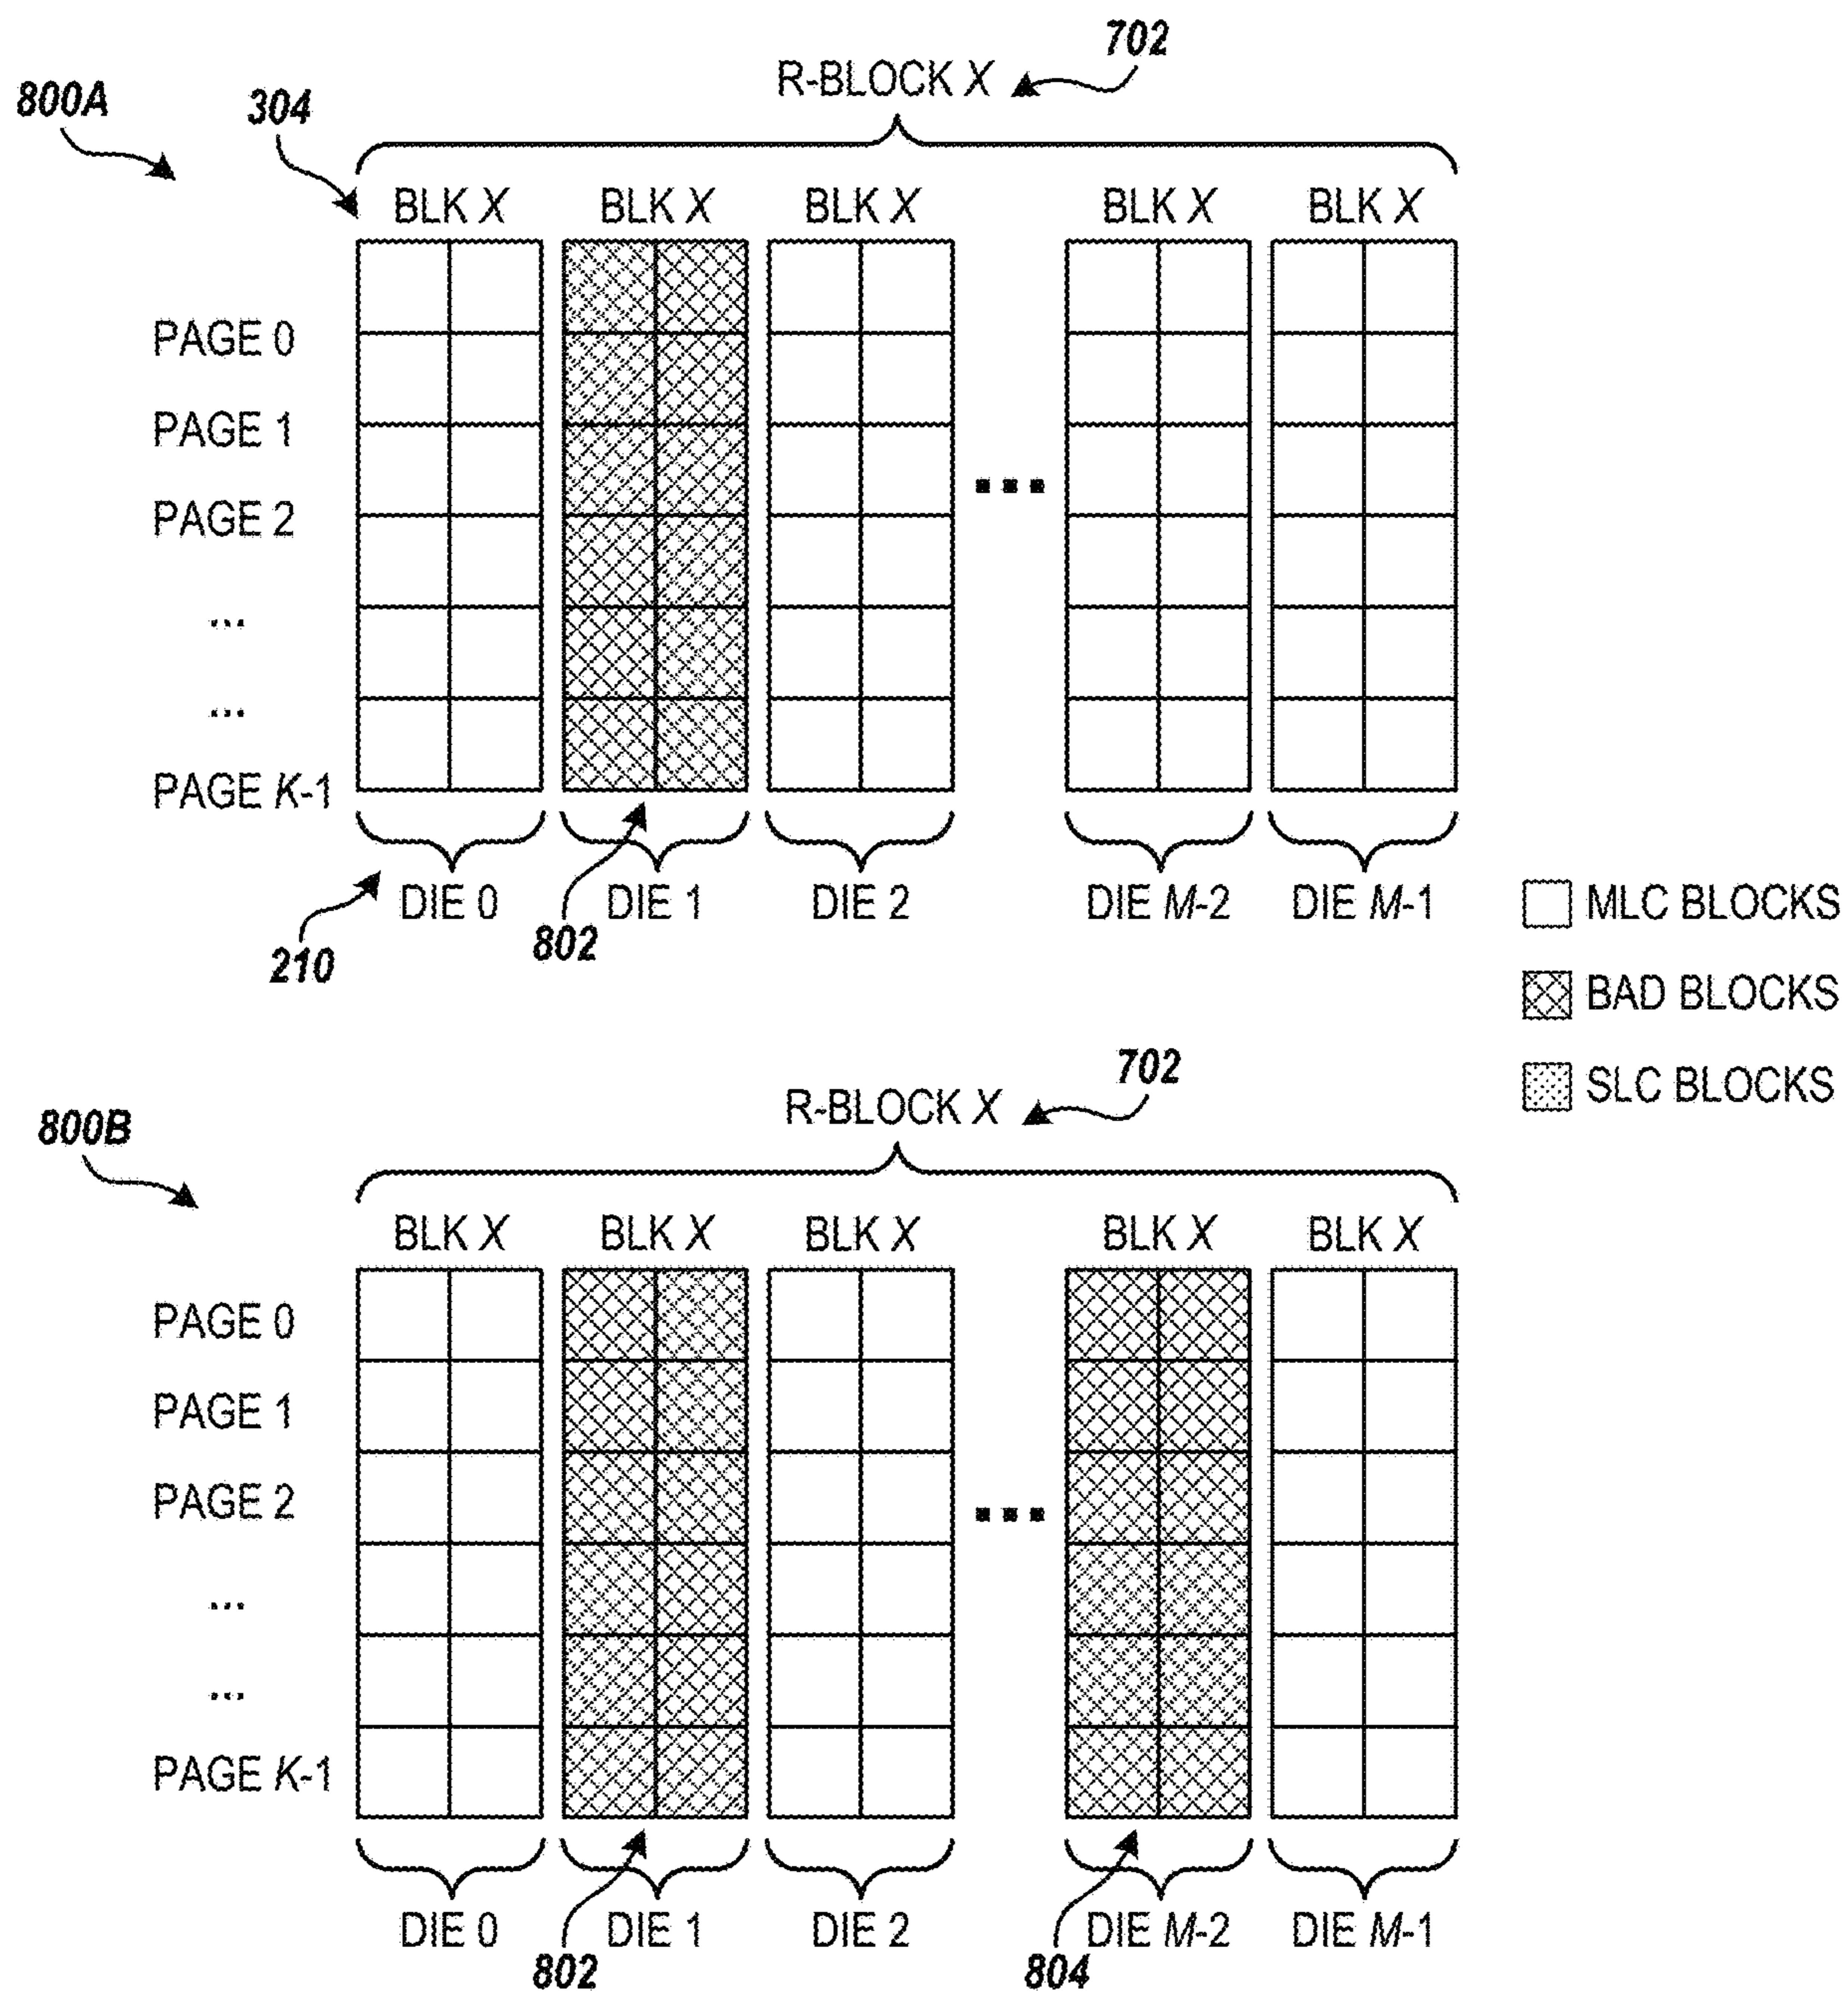 702
R-BLOCK X
800A
304
BLK X BLK X BLK X BLK X BLK X
PAGE 0
PAGE 1
PAGE 2
...
...
PAGE K-1
DIE 0 DIE 1 DIE 2 DIE M-2 DIE M-1
210
802
MLC BLOCKS
BAD BLOCKS
SLC BLOCKS
702
R-BLOCK X
800B
BLK X BLK X BLK X BLK X BLK X
PAGE 0
PAGE 1
PAGE 2
...
...
PAGE K-1
DIE 0 DIE 1 DIE 2 DIE M-2 DIE M-1
802 804